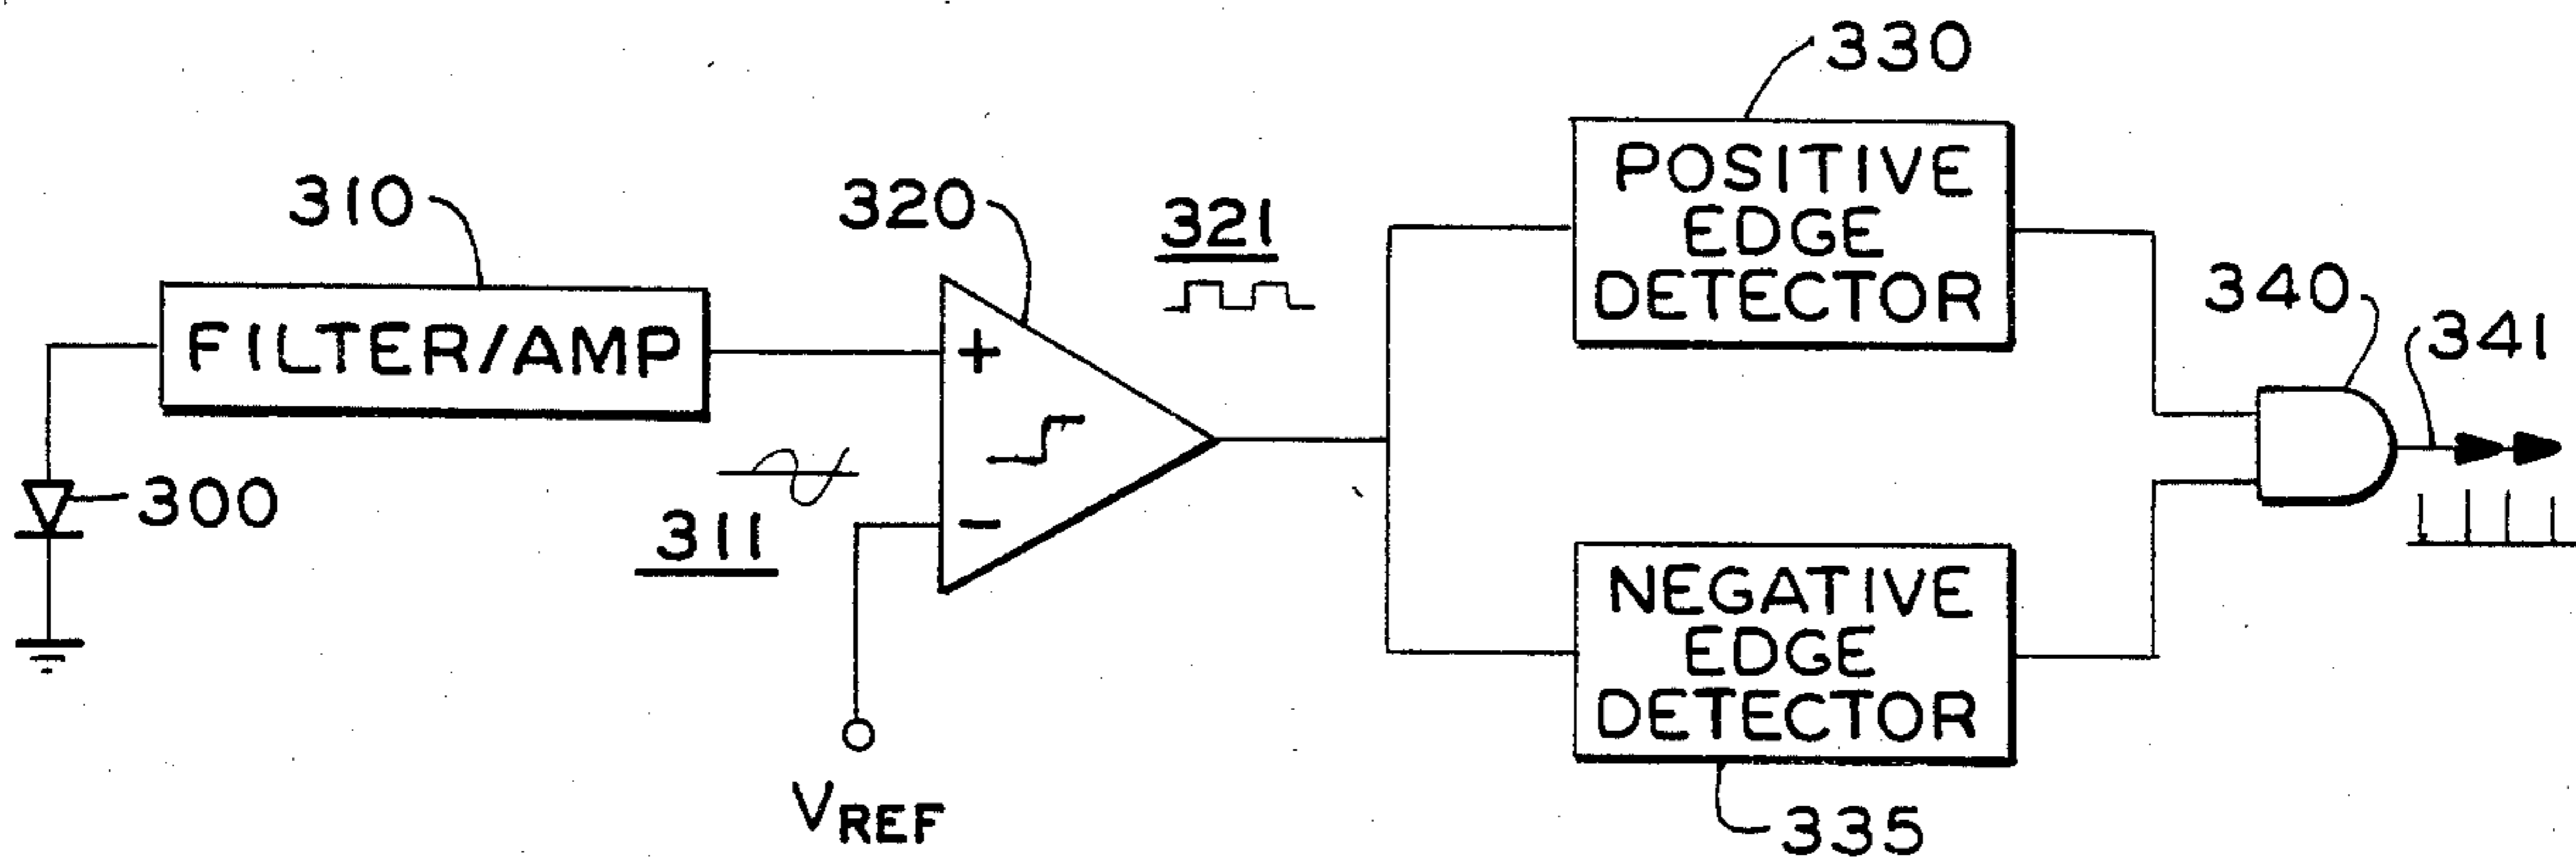 330
POSITIVE
EDGE
DETECTOR
310
320
321
340
341
FILTER/AMP
+
300
311
−
NEGATIVE
EDGE
DETECTOR
VREF
335